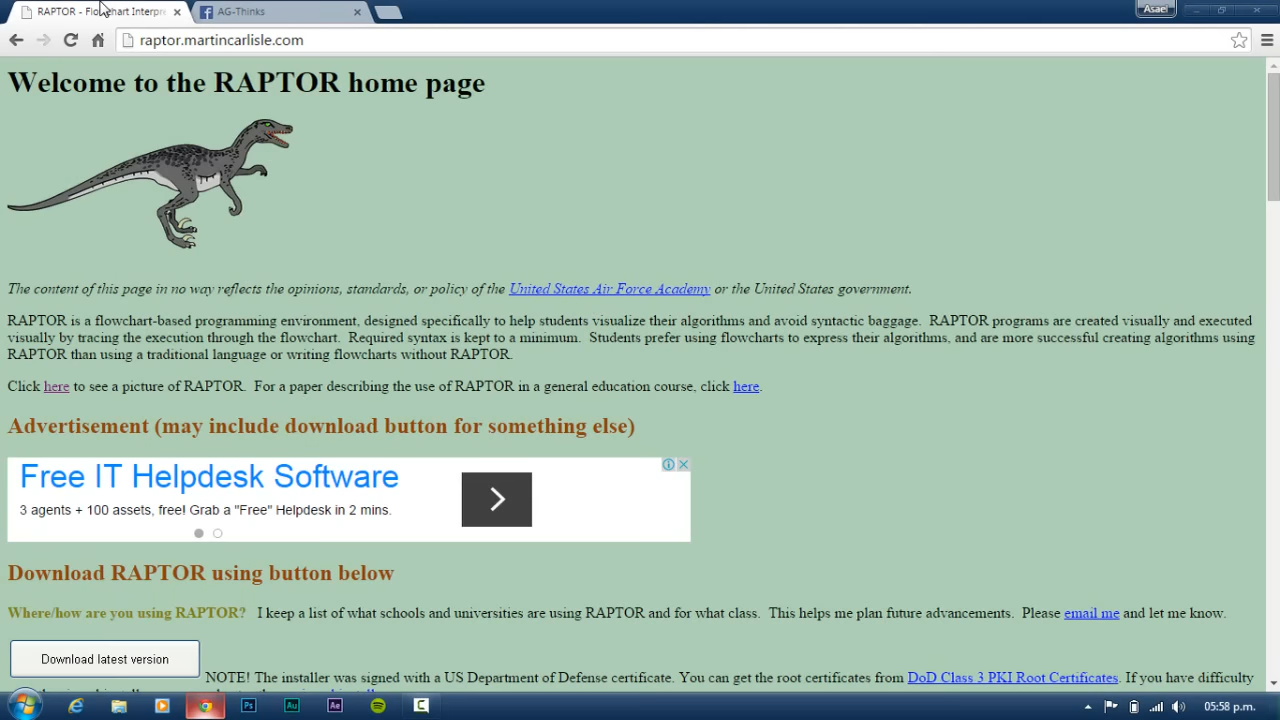 RAPTOR - Flowchart Interpre
AG-Thinks
Asael
raptor.martincarlisle.com
Welcome to the RAPTOR home page
The content of this page in no way reflects the opinions, standards, or policy of the United States Air Force Academy or the United States government.
RAPTOR is a flowchart-based programming environment, designed specifically to help students visualize their algorithms and avoid syntactic baggage. RAPTOR programs are created visually and executed
visually by tracing the execution through the flowchart. Required syntax is kept to a minimum. Students prefer using flowcharts to express their algorithms, and are more successful creating algorithms using
RAPTOR than using a traditional language or writing flowcharts without RAPTOR.
Click here to see a picture of RAPTOR. For a paper describing the use of RAPTOR in a general education course, click here.
Advertisement (may include download button for something else)
Free IT Helpdesk Software
3 agents + 100 assets, free! Grab a "Free" Helpdesk in 2 mins.
Download RAPTOR using button below
Where/how are you using RAPTOR? I keep a list of what schools and universities are using RAPTOR and for what class. This helps me plan future advancements. Please email me and let me know.
Download latest version
NOTE! The installer was signed with a US Department of Defense certificate. You can get the root certificates from DoD Class 3 PKI Root Certificates. If you have difficulty
Ps
Au
Ae
C
05:58 p.m.